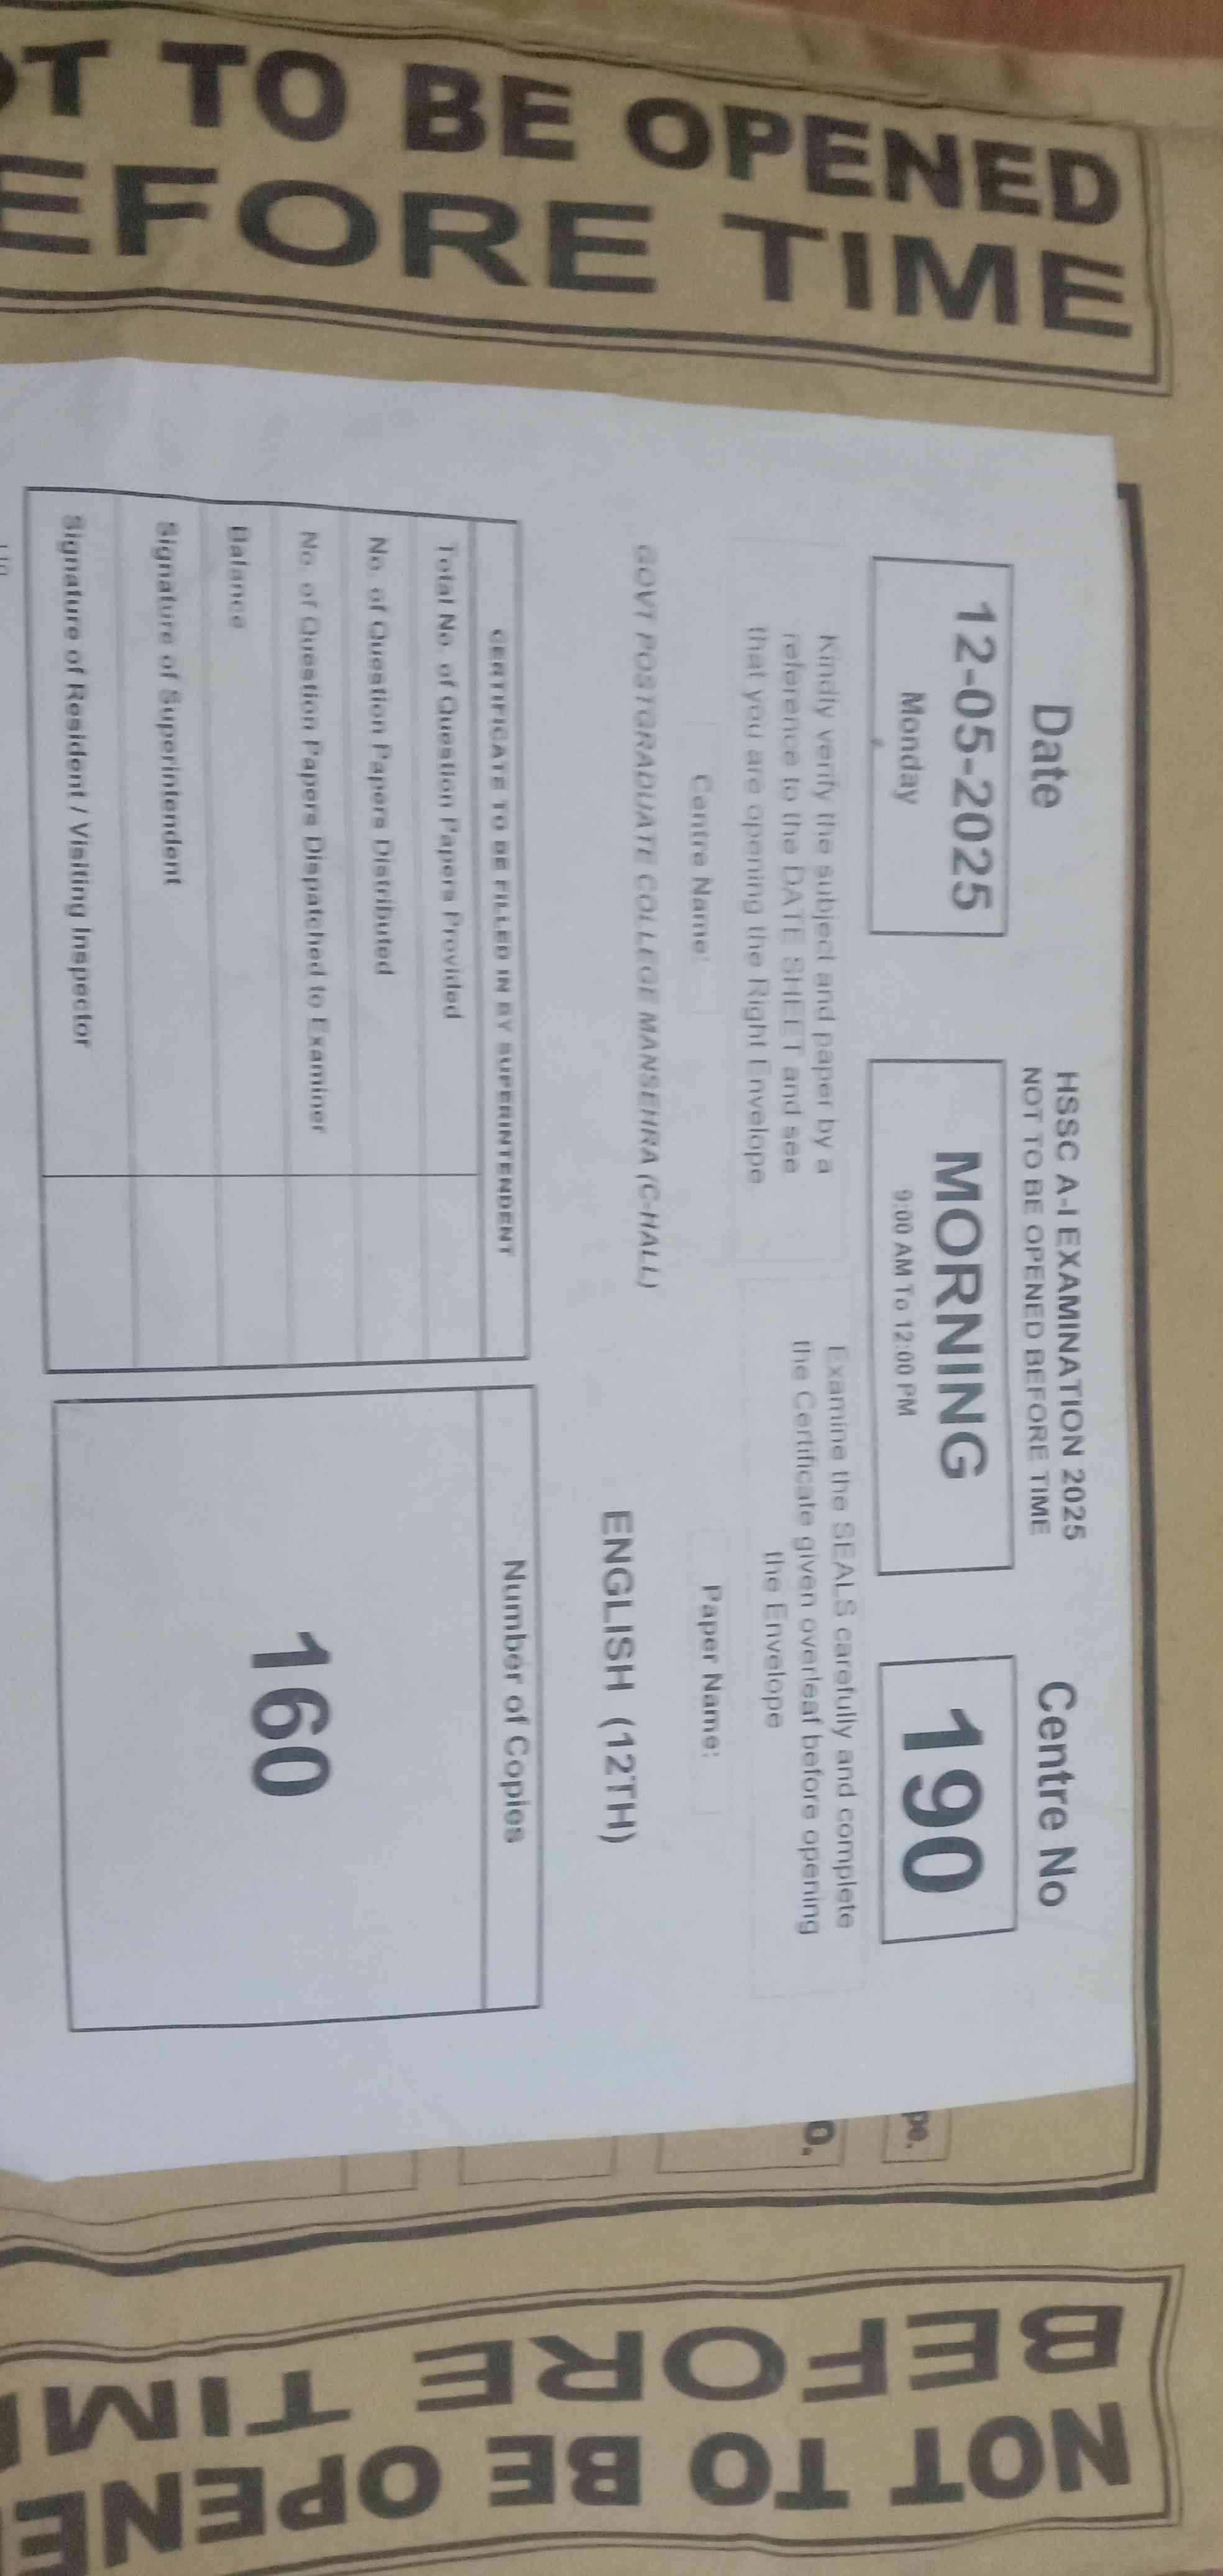 OT TO BE OPENED
EFORE TIME
HSSC A-I EXAMINATION 2025
NOT TO BE OPENED BEFORE TIME
Date
12-05-2025
Monday
MORNING
9:00 AM To 12:00 PM
Centre No
190
Kindly verify the subject and paper by a
reference to the DATE SHEET and see
that you are opening the Right Envelope
Examine the SEALS carefully and complete
the Certificate given overleaf before opening
the Envelope
Centre Name:
GOVT POSTGRADUATE COLLEGE MANSEHRA (C-HALL)
Paper Name:
ENGLISH (12TH)
CERTIFICATE TO BE FILLED IN BY SUPERINTENDENT
Total No. of Question Papers Provided
No. of Question Papers Distributed
No. of Question Papers Dispatched to Examiner
Balance
Signature of Superintendent
Signature of Resident / Visiting Inspector
Number of Copies
160
pe.
O.
NOT TO BE OPENE
BEFORE TIM